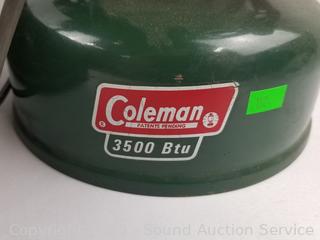 Coleman
PATENTS PENDING
3500 Btu
Sound Auction Service